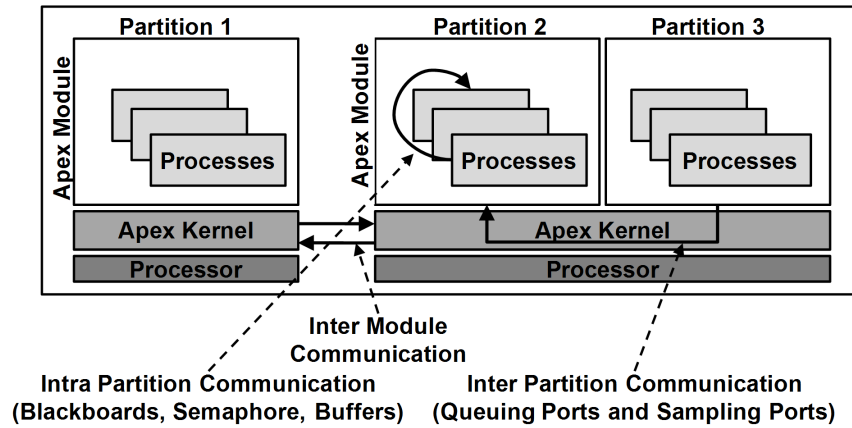 Partition 1
Partition 2
Partition 3
Apex Module
Apex Module
Processes
Processes
Processes
Apex Kernel
Apex Kernel
Processor
Processor
Inter Module
Communication
Intra Partition Communication
(Blackboards, Semaphore, Buffers)
Inter Partition Communication
(Queuing Ports and Sampling Ports)